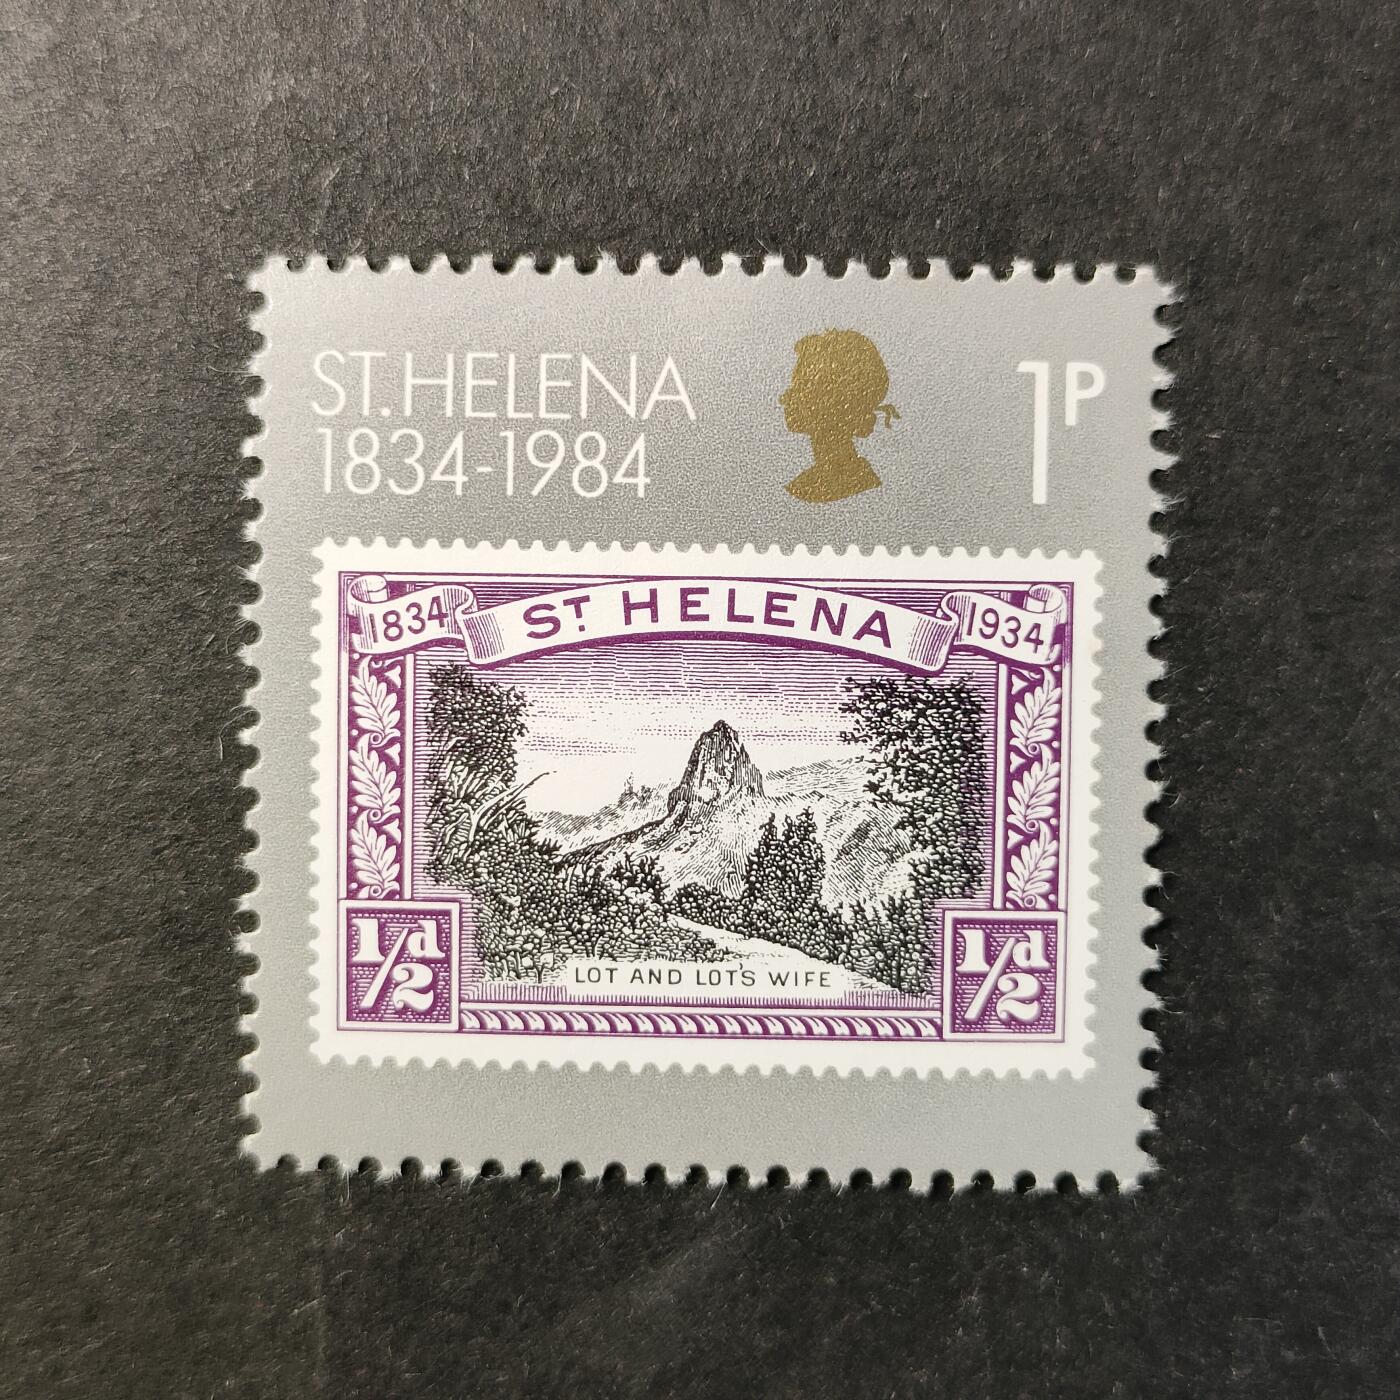 ST. HELENA
1834-1984
1P
1834
ST HELENA
1934
1/2d
1/2d
LOT AND LOT'S WIFE